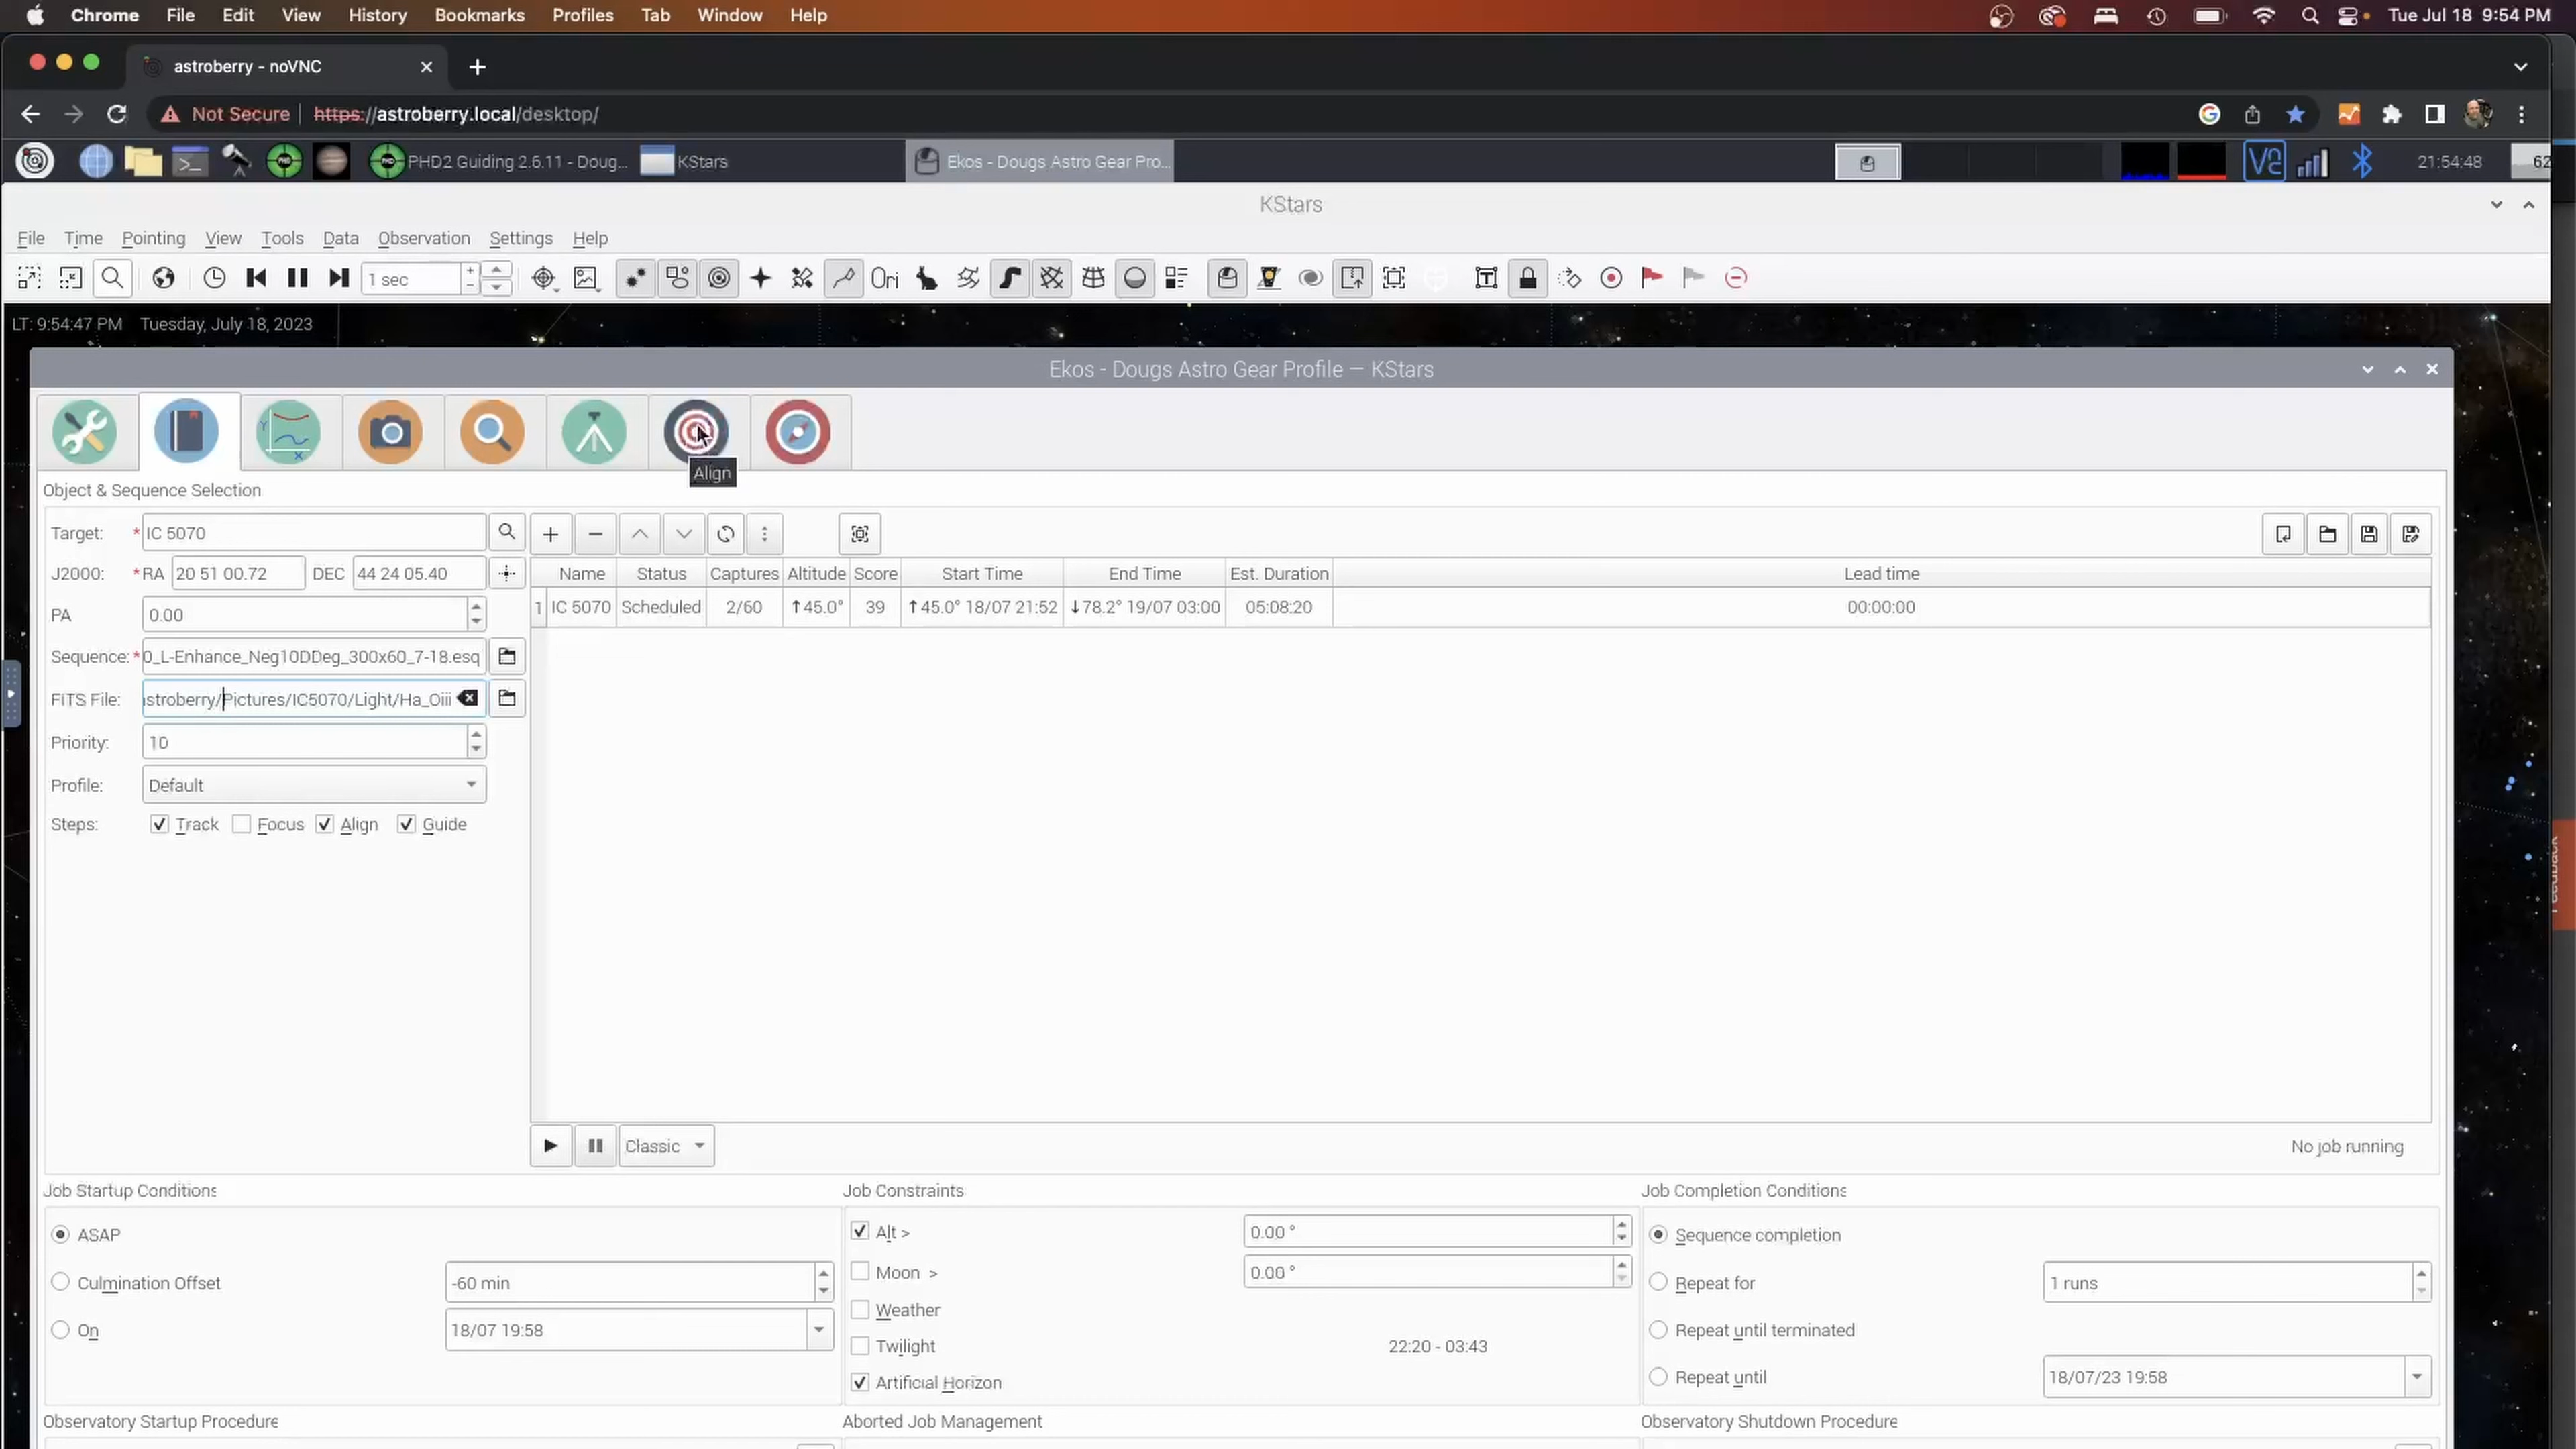 Chrome File Edit View History Bookmarks Profiles Tab Window Help Tue Jul 18 9:54 PM
astroberry - noVNC
Not Secure https://astroberry.local/desktop/
PHD2 Guiding 2.6.11 - Doug... KStars Ekos - Dougs Astro Gear Pro... 21:54:48 62
KStars
File Time Pointing View Tools Data Observation Settings Help
1 sec Ori
LT: 9:54:47 PM Tuesday, July 18, 2023
Ekos - Dougs Astro Gear Profile — KStars
Align
Object & Sequence Selection
Target: * IC 5070
J2000: * RA 20 51 00.72 DEC 44 24 05.40
Name Status Captures Altitude Score Start Time End Time Est. Duration Lead time
1 IC 5070 Scheduled 2/60 ↑45.0° 39 ↑45.0° 18/07 21:52 ↓78.2° 19/07 03:00 05:08:20 00:00:00
PA 0.00
Sequence: * 0_L-Enhance_Neg10DDeg_300x60_7-18.esq
FITS File: astroberry/Pictures/IC5070/Light/Ha_Oiii
Priority: 10
Profile: Default
Steps: Track Focus Align Guide
Classic No job running
Job Startup Conditions Job Constraints Job Completion Conditions
ASAP Alt > 0.00 ° Sequence completion
Culmination Offset -60 min Moon > 0.00 ° Repeat for 1 runs
Weather
On 18/07 19:58 Twilight 22:20 - 03:43 Repeat until terminated
Artificial Horizon Repeat until 18/07/23 19:58
Observatory Startup Procedure Aborted Job Management Observatory Shutdown Procedure
Feedback